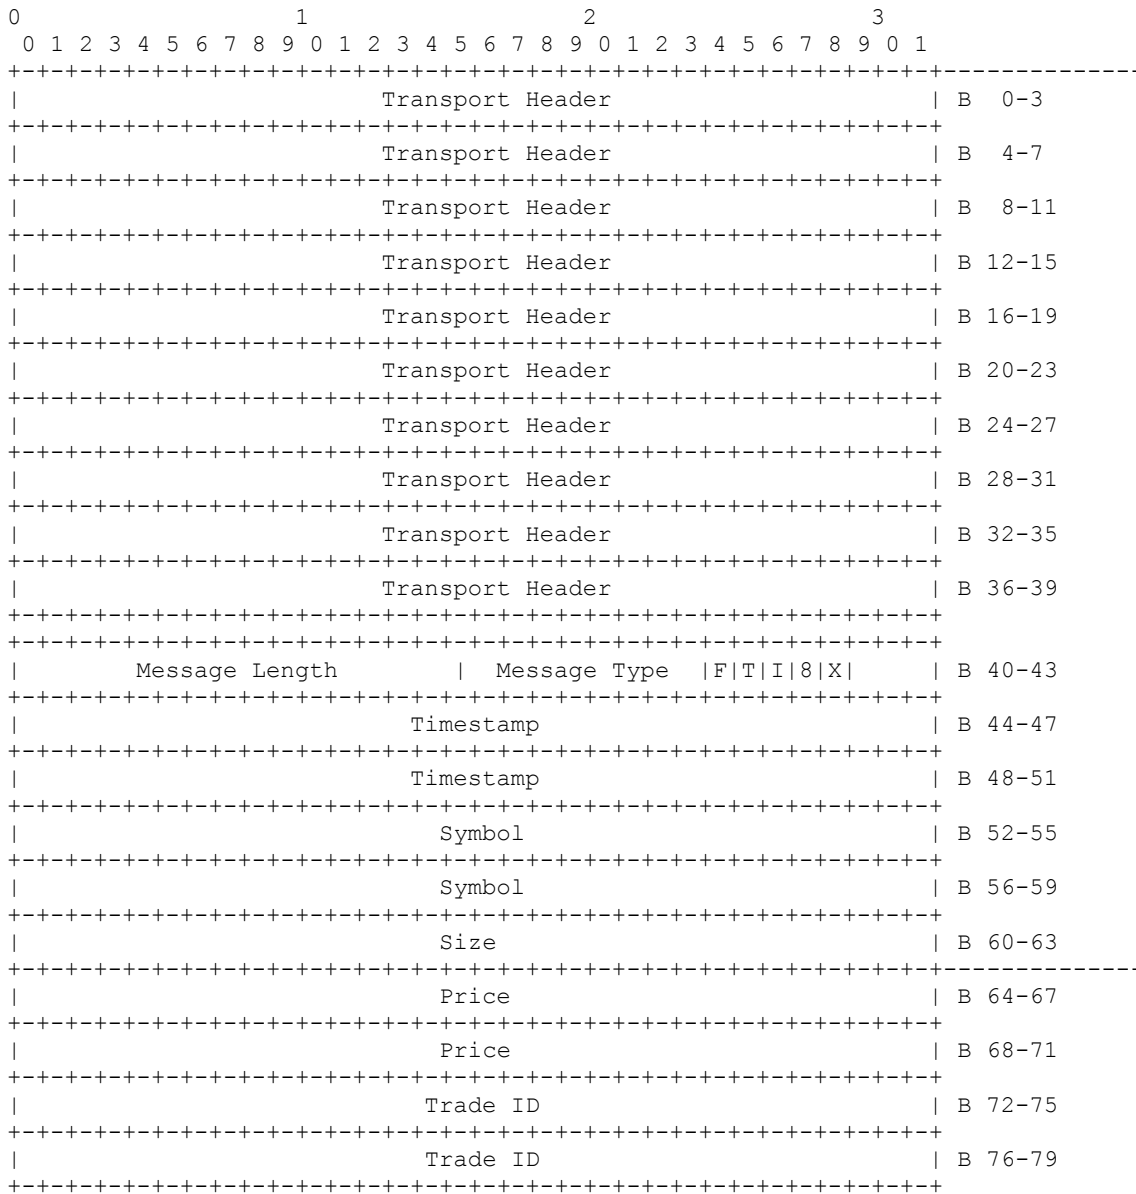 0                   1                   2                   3
 0 1 2 3 4 5 6 7 8 9 0 1 2 3 4 5 6 7 8 9 0 1 2 3 4 5 6 7 8 9 0 1
+-+-+-+-+-+-+-+-+-+-+-+-+-+-+-+-+-+-+-+-+-+-+-+-+-+-+-+-+-+-+-+-+--------------
|                         Transport Header                      | B  0-3
+-+-+-+-+-+-+-+-+-+-+-+-+-+-+-+-+-+-+-+-+-+-+-+-+-+-+-+-+-+-+-+-+
|                         Transport Header                      | B  4-7
+-+-+-+-+-+-+-+-+-+-+-+-+-+-+-+-+-+-+-+-+-+-+-+-+-+-+-+-+-+-+-+-+
|                         Transport Header                      | B  8-11
+-+-+-+-+-+-+-+-+-+-+-+-+-+-+-+-+-+-+-+-+-+-+-+-+-+-+-+-+-+-+-+-+
|                         Transport Header                      | B 12-15
+-+-+-+-+-+-+-+-+-+-+-+-+-+-+-+-+-+-+-+-+-+-+-+-+-+-+-+-+-+-+-+-+
|                         Transport Header                      | B 16-19
+-+-+-+-+-+-+-+-+-+-+-+-+-+-+-+-+-+-+-+-+-+-+-+-+-+-+-+-+-+-+-+-+
|                         Transport Header                      | B 20-23
+-+-+-+-+-+-+-+-+-+-+-+-+-+-+-+-+-+-+-+-+-+-+-+-+-+-+-+-+-+-+-+-+
|                         Transport Header                      | B 24-27
+-+-+-+-+-+-+-+-+-+-+-+-+-+-+-+-+-+-+-+-+-+-+-+-+-+-+-+-+-+-+-+-+
|                         Transport Header                      | B 28-31
+-+-+-+-+-+-+-+-+-+-+-+-+-+-+-+-+-+-+-+-+-+-+-+-+-+-+-+-+-+-+-+-+
|                         Transport Header                      | B 32-35
+-+-+-+-+-+-+-+-+-+-+-+-+-+-+-+-+-+-+-+-+-+-+-+-+-+-+-+-+-+-+-+-+
|                         Transport Header                      | B 36-39
+-+-+-+-+-+-+-+-+-+-+-+-+-+-+-+-+-+-+-+-+-+-+-+-+-+-+-+-+-+-+-+-+
+-+-+-+-+-+-+-+-+-+-+-+-+-+-+-+-+-+-+-+-+-+-+-+-+-+-+-+-+-+-+-+-+
|        Message Length         |  Message Type  |F|T|I|8|X|     | B 40-43
+-+-+-+-+-+-+-+-+-+-+-+-+-+-+-+-+-+-+-+-+-+-+-+-+-+-+-+-+-+-+-+-+
|                           Timestamp                           | B 44-47
+-+-+-+-+-+-+-+-+-+-+-+-+-+-+-+-+-+-+-+-+-+-+-+-+-+-+-+-+-+-+-+-+
|                           Timestamp                           | B 48-51
+-+-+-+-+-+-+-+-+-+-+-+-+-+-+-+-+-+-+-+-+-+-+-+-+-+-+-+-+-+-+-+-+
|                             Symbol                            | B 52-55
+-+-+-+-+-+-+-+-+-+-+-+-+-+-+-+-+-+-+-+-+-+-+-+-+-+-+-+-+-+-+-+-+
|                             Symbol                            | B 56-59
+-+-+-+-+-+-+-+-+-+-+-+-+-+-+-+-+-+-+-+-+-+-+-+-+-+-+-+-+-+-+-+-+
|                             Size                              | B 60-63
+-+-+-+-+-+-+-+-+-+-+-+-+-+-+-+-+-+-+-+-+-+-+-+-+-+-+-+-+-+-+-+-+--------------
|                             Price                             | B 64-67
+-+-+-+-+-+-+-+-+-+-+-+-+-+-+-+-+-+-+-+-+-+-+-+-+-+-+-+-+-+-+-+-+
|                             Price                             | B 68-71
+-+-+-+-+-+-+-+-+-+-+-+-+-+-+-+-+-+-+-+-+-+-+-+-+-+-+-+-+-+-+-+-+
|                            Trade ID                           | B 72-75
+-+-+-+-+-+-+-+-+-+-+-+-+-+-+-+-+-+-+-+-+-+-+-+-+-+-+-+-+-+-+-+-+
|                            Trade ID                           | B 76-79
+-+-+-+-+-+-+-+-+-+-+-+-+-+-+-+-+-+-+-+-+-+-+-+-+-+-+-+-+-+-+-+-+